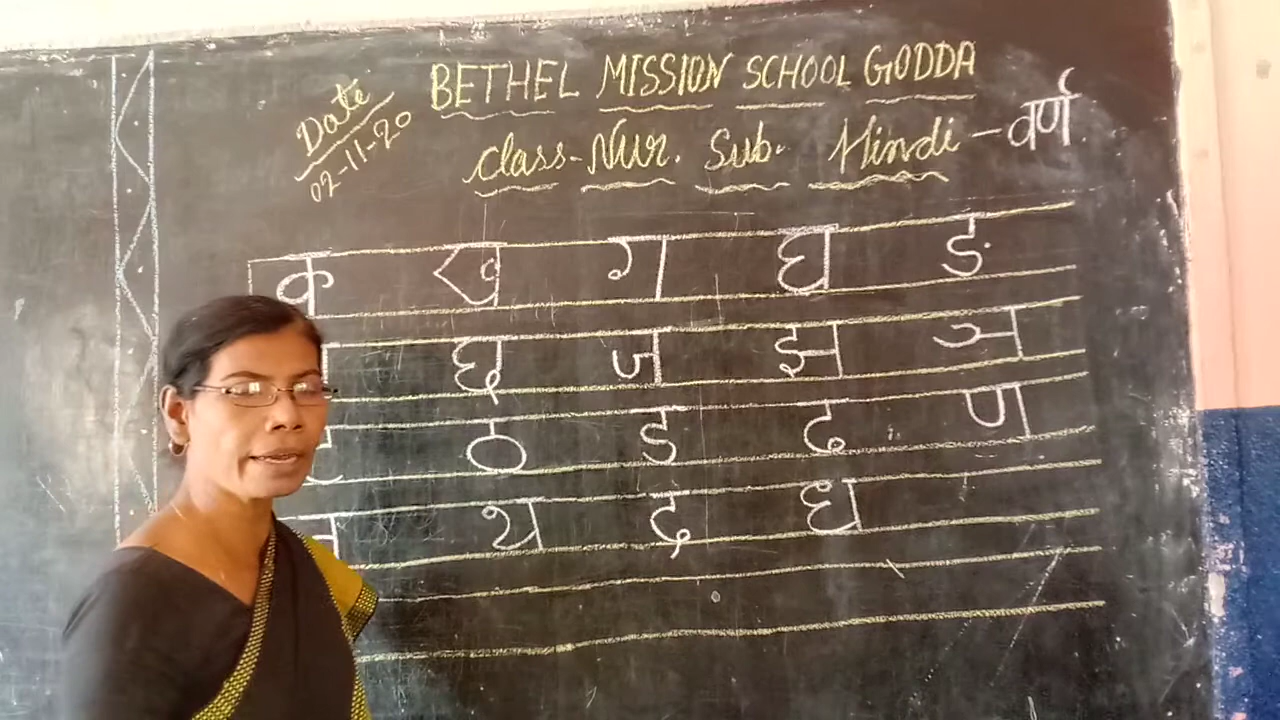 Date
02-11-20
BETHEL MISSION SCHOOL GODDA
class-Nur. Sub. Hindi - वर्ण
क ख ग घ ङ
छ ज झ ञ
ठ ड ढ ण
थ द ध